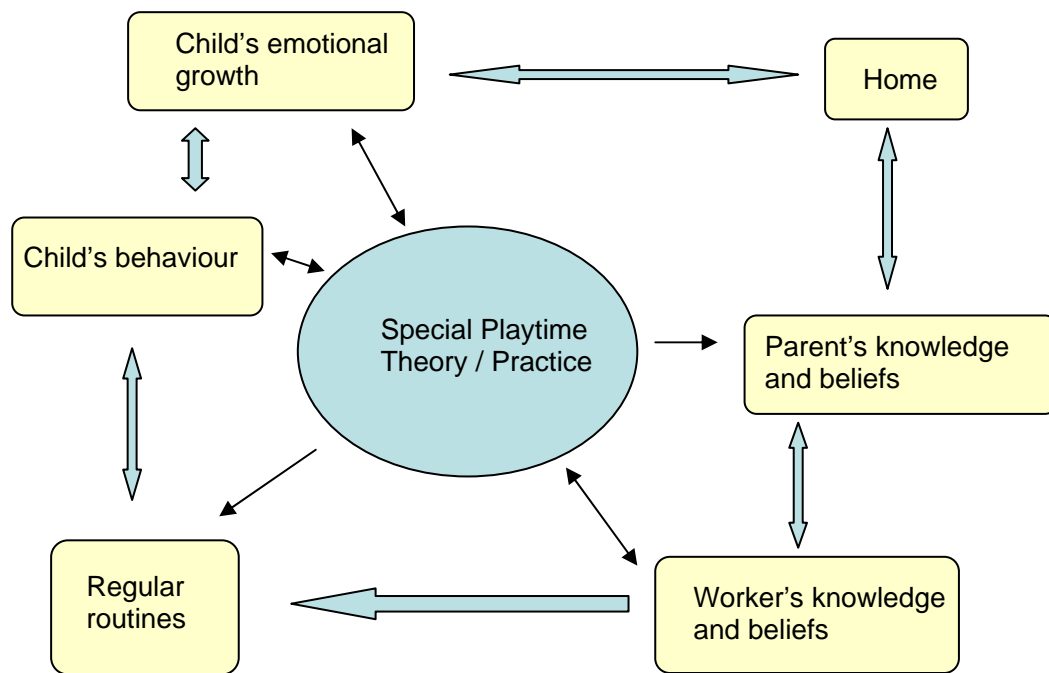 Child’s emotional
growth
Home
Child’s behaviour
Special Playtime
Theory / Practice
Parent’s knowledge
and beliefs
Regular
routines
Worker’s knowledge
and beliefs